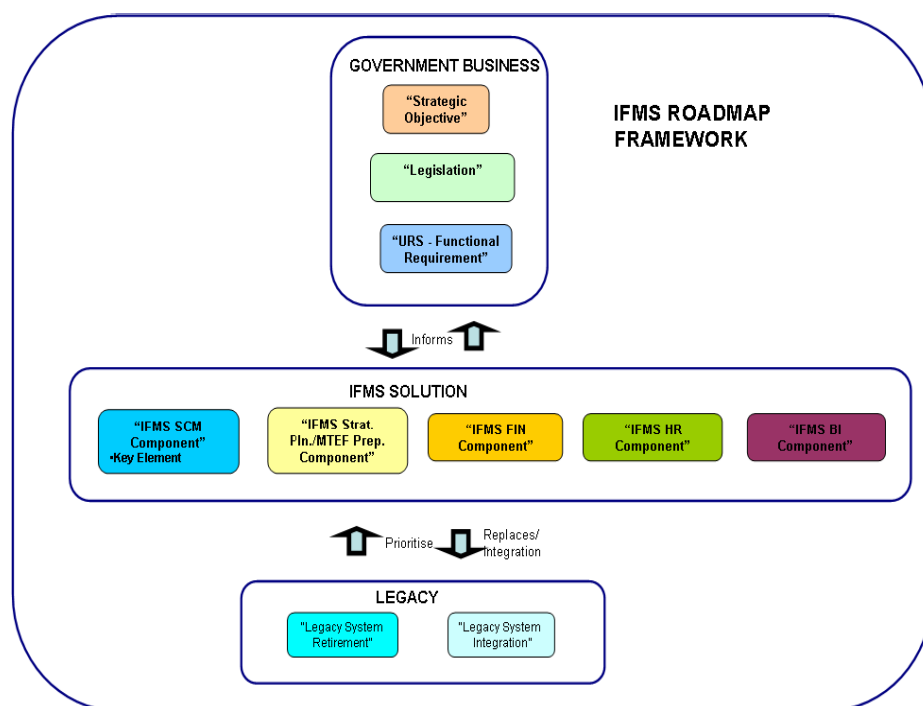 GOVERNMENT BUSINESS
“Strategic
Objective”
IFMS ROADMAP
FRAMEWORK
“Legislation”
“URS - Functional
Requirement”
Informs
IFMS SOLUTION
“IFMS SCM
Component”
▪Key Element
“IFMS Strat.
Pln./MTEF Prep.
Component”
“IFMS FIN
Component”
“IFMS HR
Component”
“IFMS BI
Component”
Prioritise
Replaces/
Integration
LEGACY
"Legacy System
Retirement"
"Legacy System
Integration"